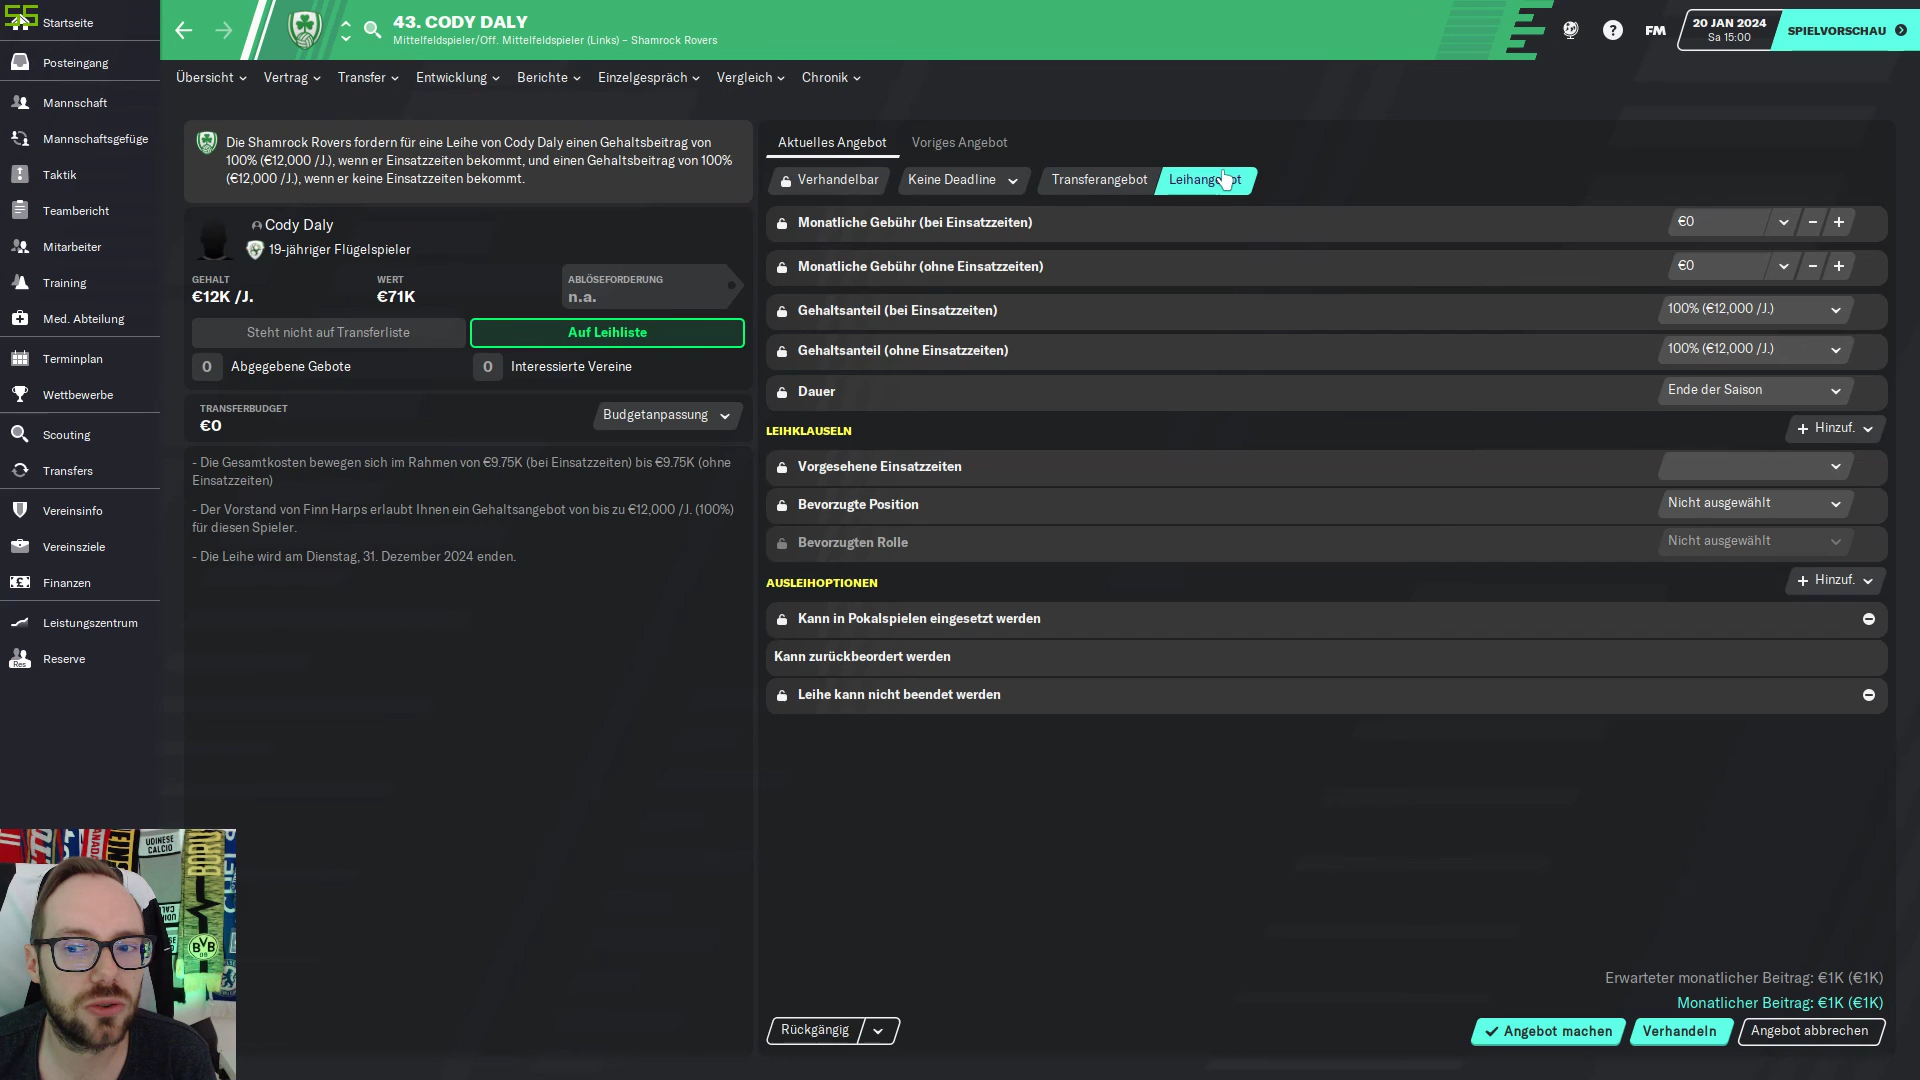 Startseite
Posteingang
Mannschaft
Mannschaftsgefüge
Taktik
Teambericht
Mitarbeiter
Training
Med. Abteilung
Terminplan
Wettbewerbe
Scouting
Transfers
Vereinsinfo
Vereinsziele
Finanzen
Leistungszentrum
Res
Reserve
43. CODY DALY
Mittelfeldspieler/Off. Mittelfeldspieler (Links) – Shamrock Rovers
FM
20 JAN 2024
Sa 15:00
SPIELVORSCHAU
Übersicht
Vertrag
Transfer
Entwicklung
Berichte
Einzelgespräch
Vergleich
Chronik
Die Shamrock Rovers fordern für eine Leihe von Cody Daly einen Gehaltsbeitrag von
100% (€12,000 /J.), wenn er Einsatzzeiten bekommt, und einen Gehaltsbeitrag von 100%
(€12,000 /J.), wenn er keine Einsatzzeiten bekommt.
Cody Daly
19-jähriger Flügelspieler
GEHALT
€12K /J.
WERT
€71K
ABLÖSEFORDERUNG
n.a.
Steht nicht auf Transferliste
Auf Leihliste
0 Abgegebene Gebote
0 Interessierte Vereine
TRANSFERBUDGET
€0
Budgetanpassung
- Die Gesamtkosten bewegen sich im Rahmen von €9.75K (bei Einsatzzeiten) bis €9.75K (ohne
Einsatzzeiten)
- Der Vorstand von Finn Harps erlaubt Ihnen ein Gehaltsangebot von bis zu €12,000 /J. (100%)
für diesen Spieler.
- Die Leihe wird am Dienstag, 31. Dezember 2024 enden.
Aktuelles Angebot
Voriges Angebot
Verhandelbar
Keine Deadline
Transferangebot
Leihangebot
Monatliche Gebühr (bei Einsatzzeiten) €0
Monatliche Gebühr (ohne Einsatzzeiten) €0
Gehaltsanteil (bei Einsatzzeiten) 100% (€12,000 /J.)
Gehaltsanteil (ohne Einsatzzeiten) 100% (€12,000 /J.)
Dauer Ende der Saison
LEIHKLAUSELN + Hinzuf.
Vorgesehene Einsatzzeiten
Bevorzugte Position Nicht ausgewählt
Bevorzugten Rolle Nicht ausgewählt
AUSLEIHOPTIONEN + Hinzuf.
Kann in Pokalspielen eingesetzt werden
Kann zurückbeordert werden
Leihe kann nicht beendet werden
Erwarteter monatlicher Beitrag: €1K (€1K)
Monatlicher Beitrag: €1K (€1K)
Rückgängig
Angebot machen
Verhandeln
Angebot abbrechen
UDINESE
CALCIO
BVB
09